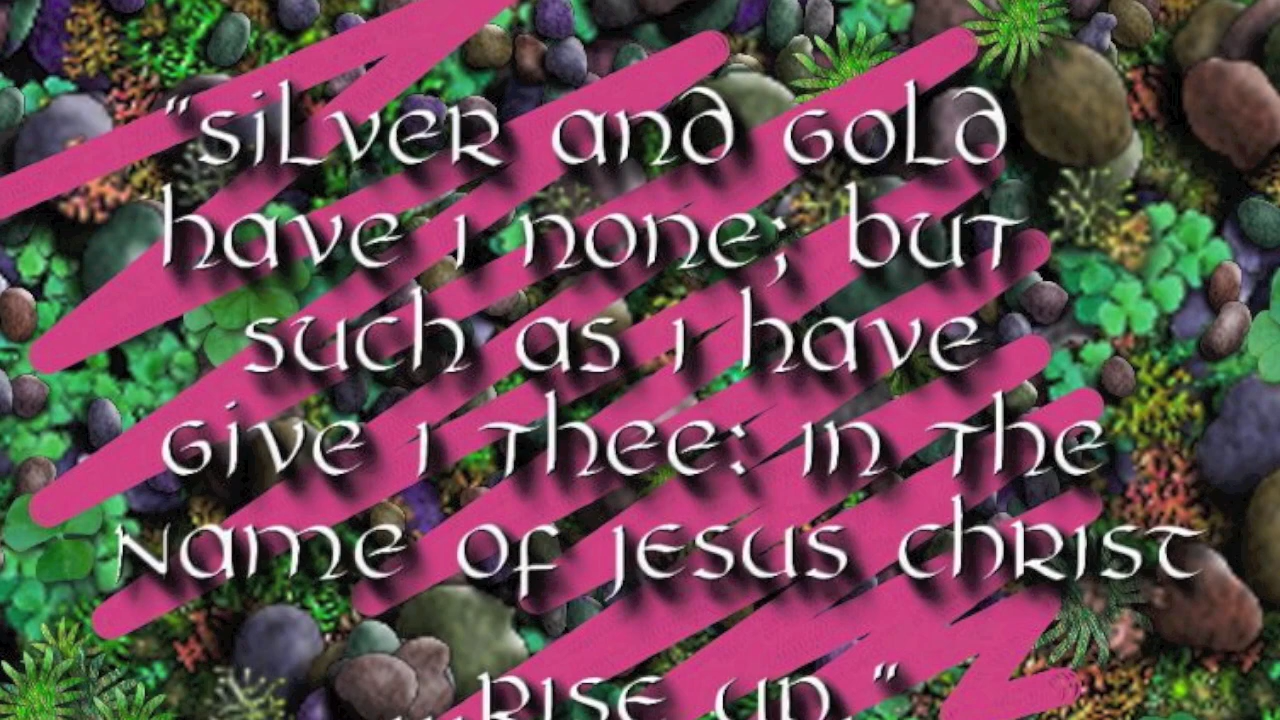 "Silver and Gold
have I none; but
such as I have
Give I Thee: In The
Name of Jesus Christ
...Rise up."